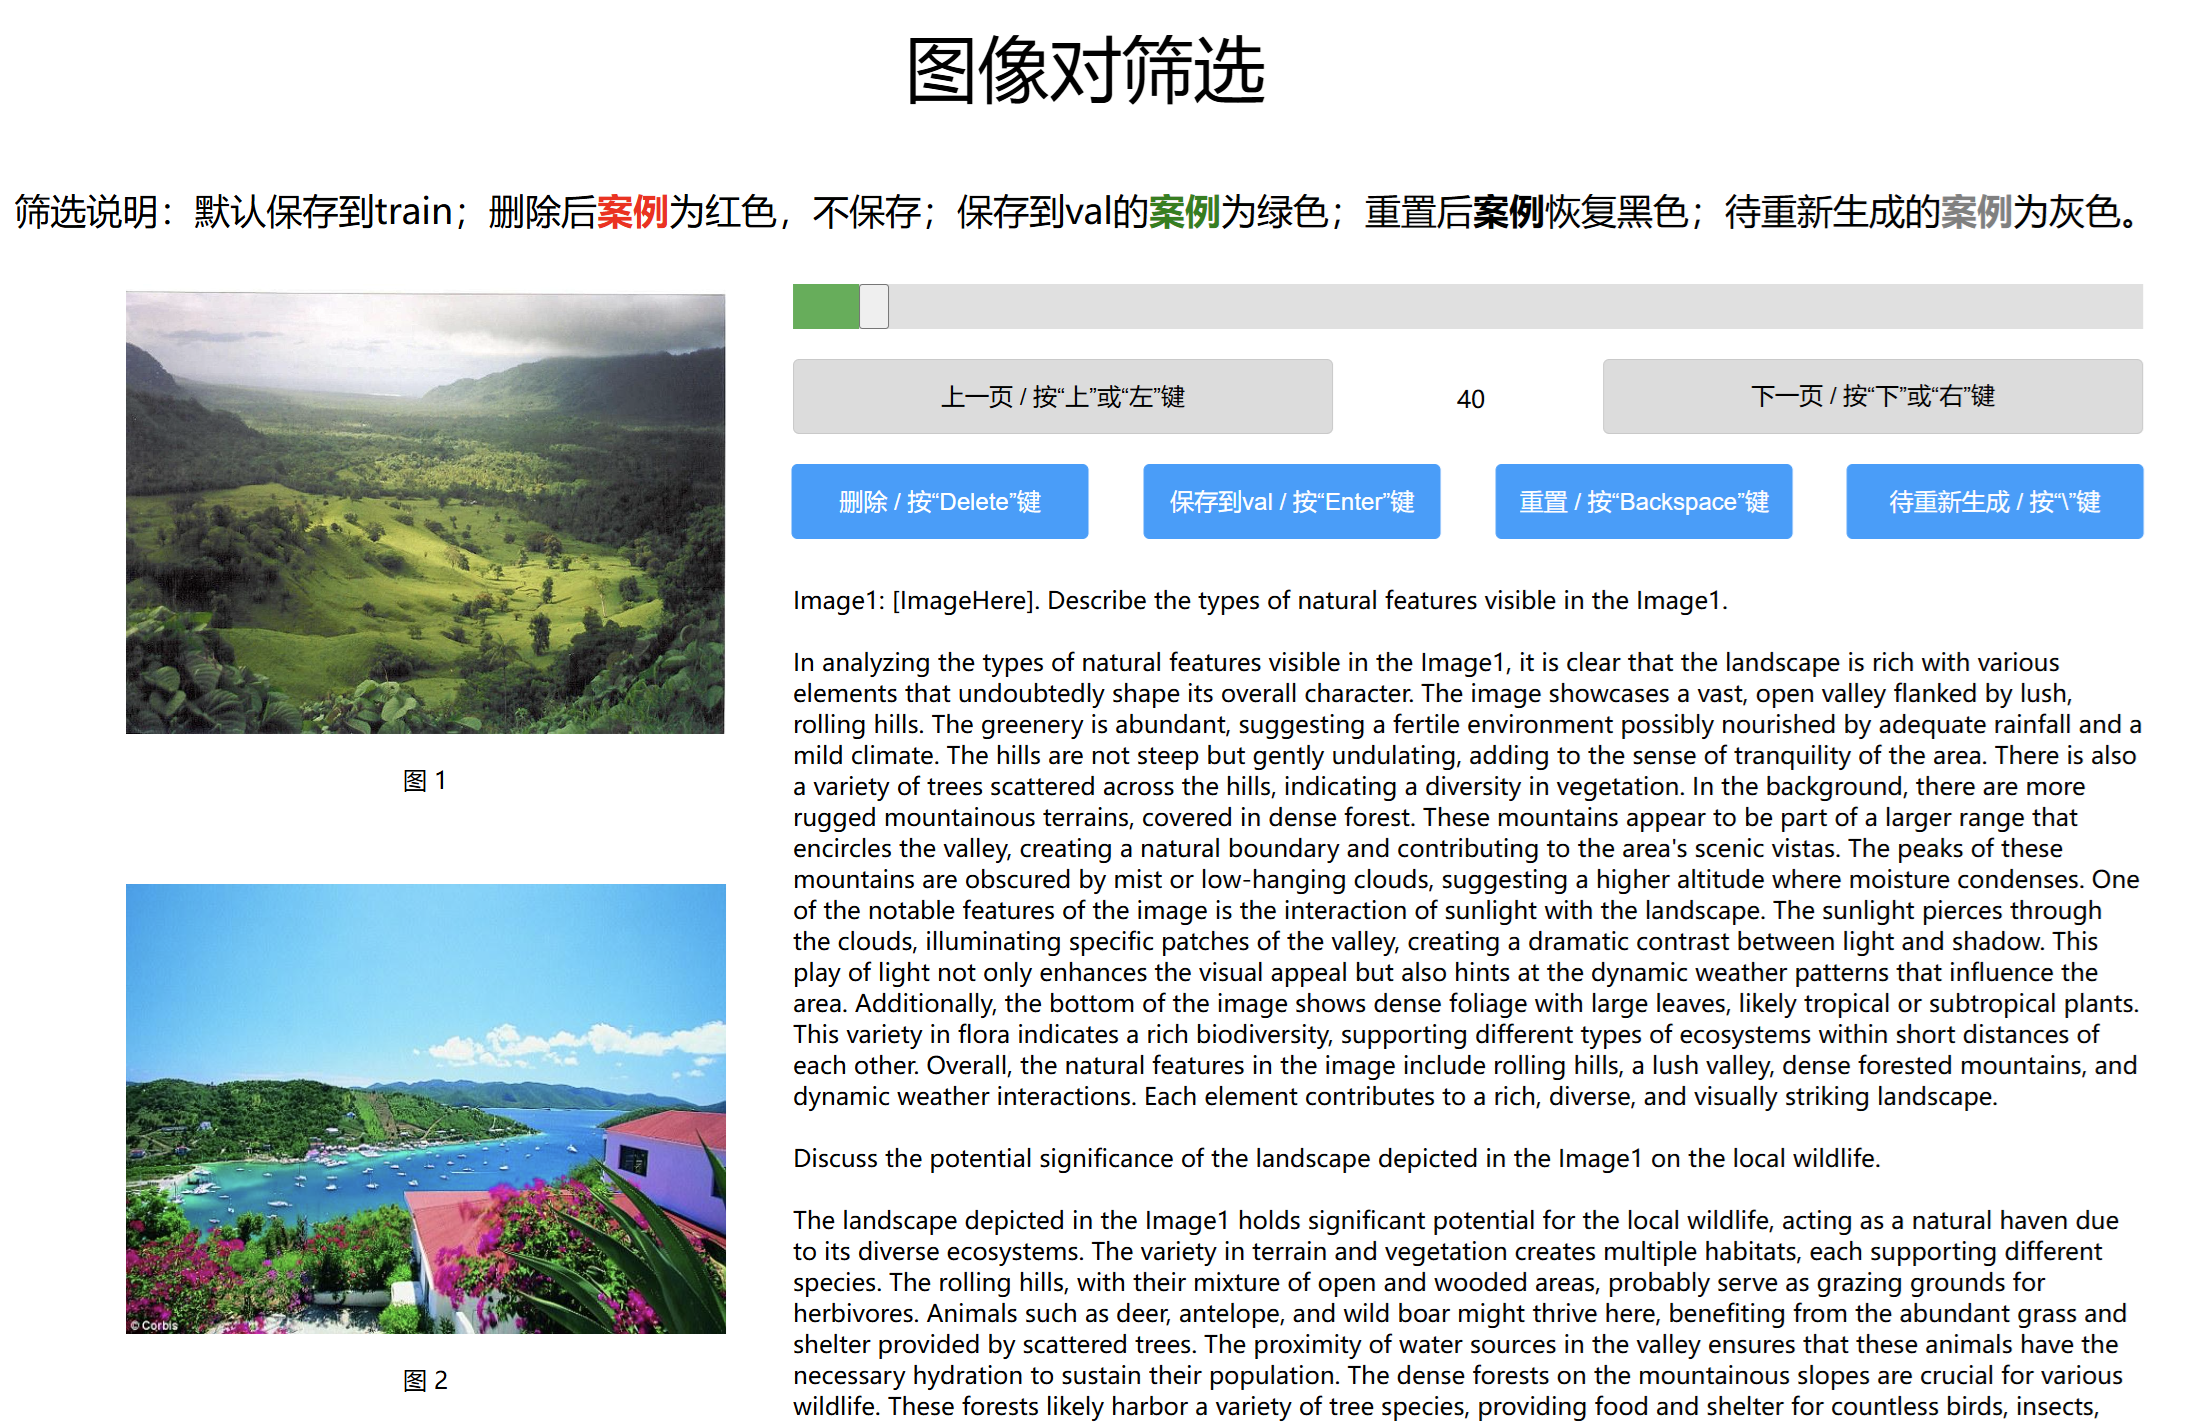 图像对筛选
筛选说明：默认保存到train；删除后案例为红色，不保存；保存到val的案例为绿色；重置后案例恢复黑色；待重新生成的案例为灰色。
上一页 / 按“上”或“左”键
40
下一页 / 按“下”或“右”键
删除 / 按“Delete”键
保存到val / 按“Enter”键
重置 / 按“Backspace”键
待重新生成 / 按“\”键
图 1
© Corbis
图 2
Image1: [ImageHere]. Describe the types of natural features visible in the Image1.
In analyzing the types of natural features visible in the Image1, it is clear that the landscape is rich with various
elements that undoubtedly shape its overall character. The image showcases a vast, open valley flanked by lush,
rolling hills. The greenery is abundant, suggesting a fertile environment possibly nourished by adequate rainfall and a
mild climate. The hills are not steep but gently undulating, adding to the sense of tranquility of the area. There is also
a variety of trees scattered across the hills, indicating a diversity in vegetation. In the background, there are more
rugged mountainous terrains, covered in dense forest. These mountains appear to be part of a larger range that
encircles the valley, creating a natural boundary and contributing to the area's scenic vistas. The peaks of these
mountains are obscured by mist or low-hanging clouds, suggesting a higher altitude where moisture condenses. One
of the notable features of the image is the interaction of sunlight with the landscape. The sunlight pierces through
the clouds, illuminating specific patches of the valley, creating a dramatic contrast between light and shadow. This
play of light not only enhances the visual appeal but also hints at the dynamic weather patterns that influence the
area. Additionally, the bottom of the image shows dense foliage with large leaves, likely tropical or subtropical plants.
This variety in flora indicates a rich biodiversity, supporting different types of ecosystems within short distances of
each other. Overall, the natural features in the image include rolling hills, a lush valley, dense forested mountains, and
dynamic weather interactions. Each element contributes to a rich, diverse, and visually striking landscape.
Discuss the potential significance of the landscape depicted in the Image1 on the local wildlife.
The landscape depicted in the Image1 holds significant potential for the local wildlife, acting as a natural haven due
to its diverse ecosystems. The variety in terrain and vegetation creates multiple habitats, each supporting different
species. The rolling hills, with their mixture of open and wooded areas, probably serve as grazing grounds for
herbivores. Animals such as deer, antelope, and wild boar might thrive here, benefiting from the abundant grass and
shelter provided by scattered trees. The proximity of water sources in the valley ensures that these animals have the
necessary hydration to sustain their population. The dense forests on the mountainous slopes are crucial for various
wildlife. These forests likely harbor a variety of tree species, providing food and shelter for countless birds, insects,